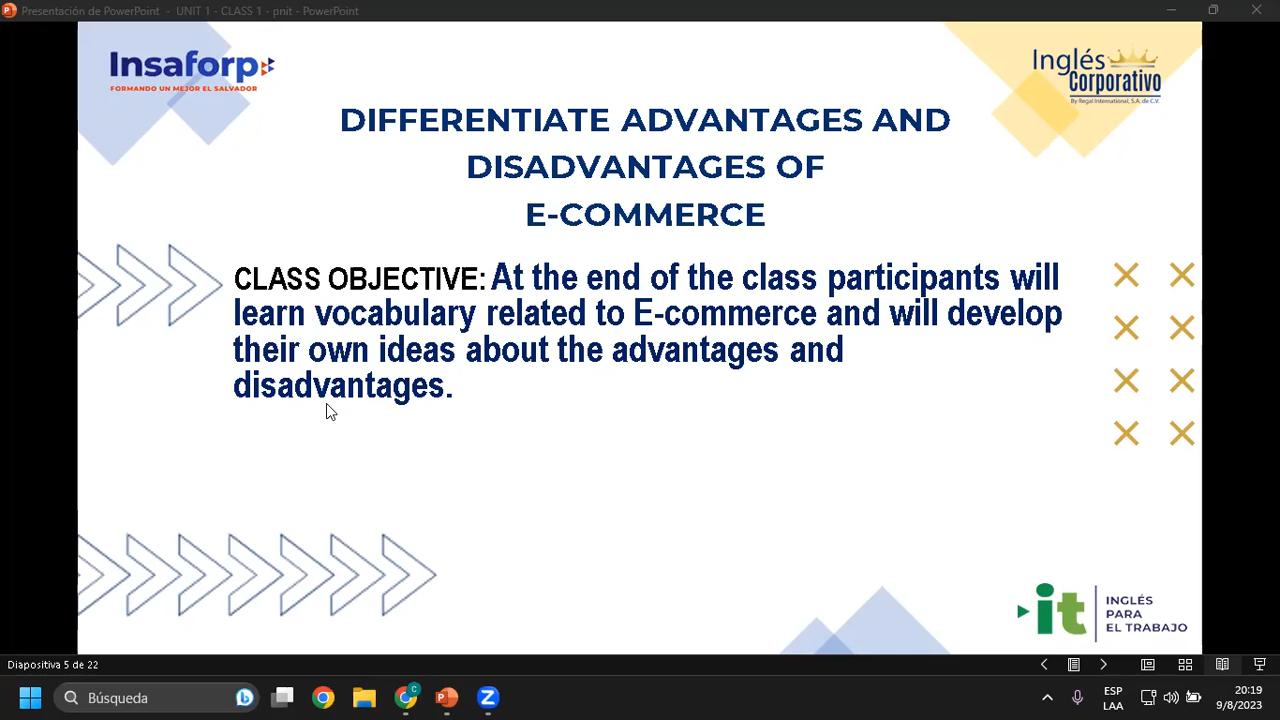 Presentación de PowerPoint - UNIT 1 - CLASS 1 - pnit - PowerPoint
Insaforp
FORMANDO UN MEJOR EL SALVADOR
Inglés
Corporativo
By Regal International, S.A. de C.V.
DIFFERENTIATE ADVANTAGES AND
DISADVANTAGES OF
E-COMMERCE
CLASS OBJECTIVE: At the end of the class participants will
learn vocabulary related to E-commerce and will develop
their own ideas about the advantages and
disadvantages.
it
INGLÉS
PARA
EL TRABAJO
Diapositiva 5 de 22
Búsqueda
ESP
LAA
20:19
9/8/2023